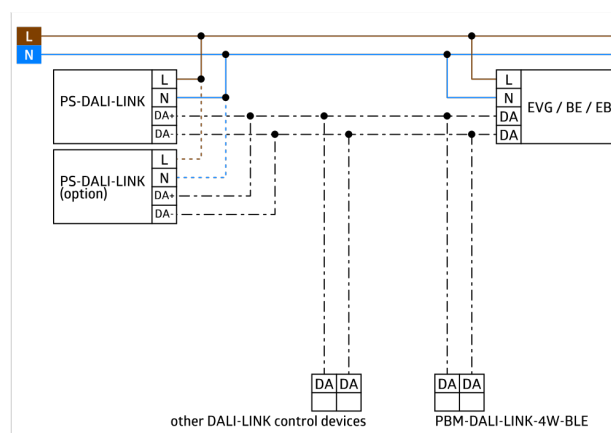 L
N
PS-DALI-LINK
L
N
DA+
DA-
L
N
DA
DA
EVG / BE / EB
PS-DALI-LINK
(option)
L
N
DA+
DA-
DA DA
DA DA
other DALI-LINK control devices
PBM-DALI-LINK-4W-BLE